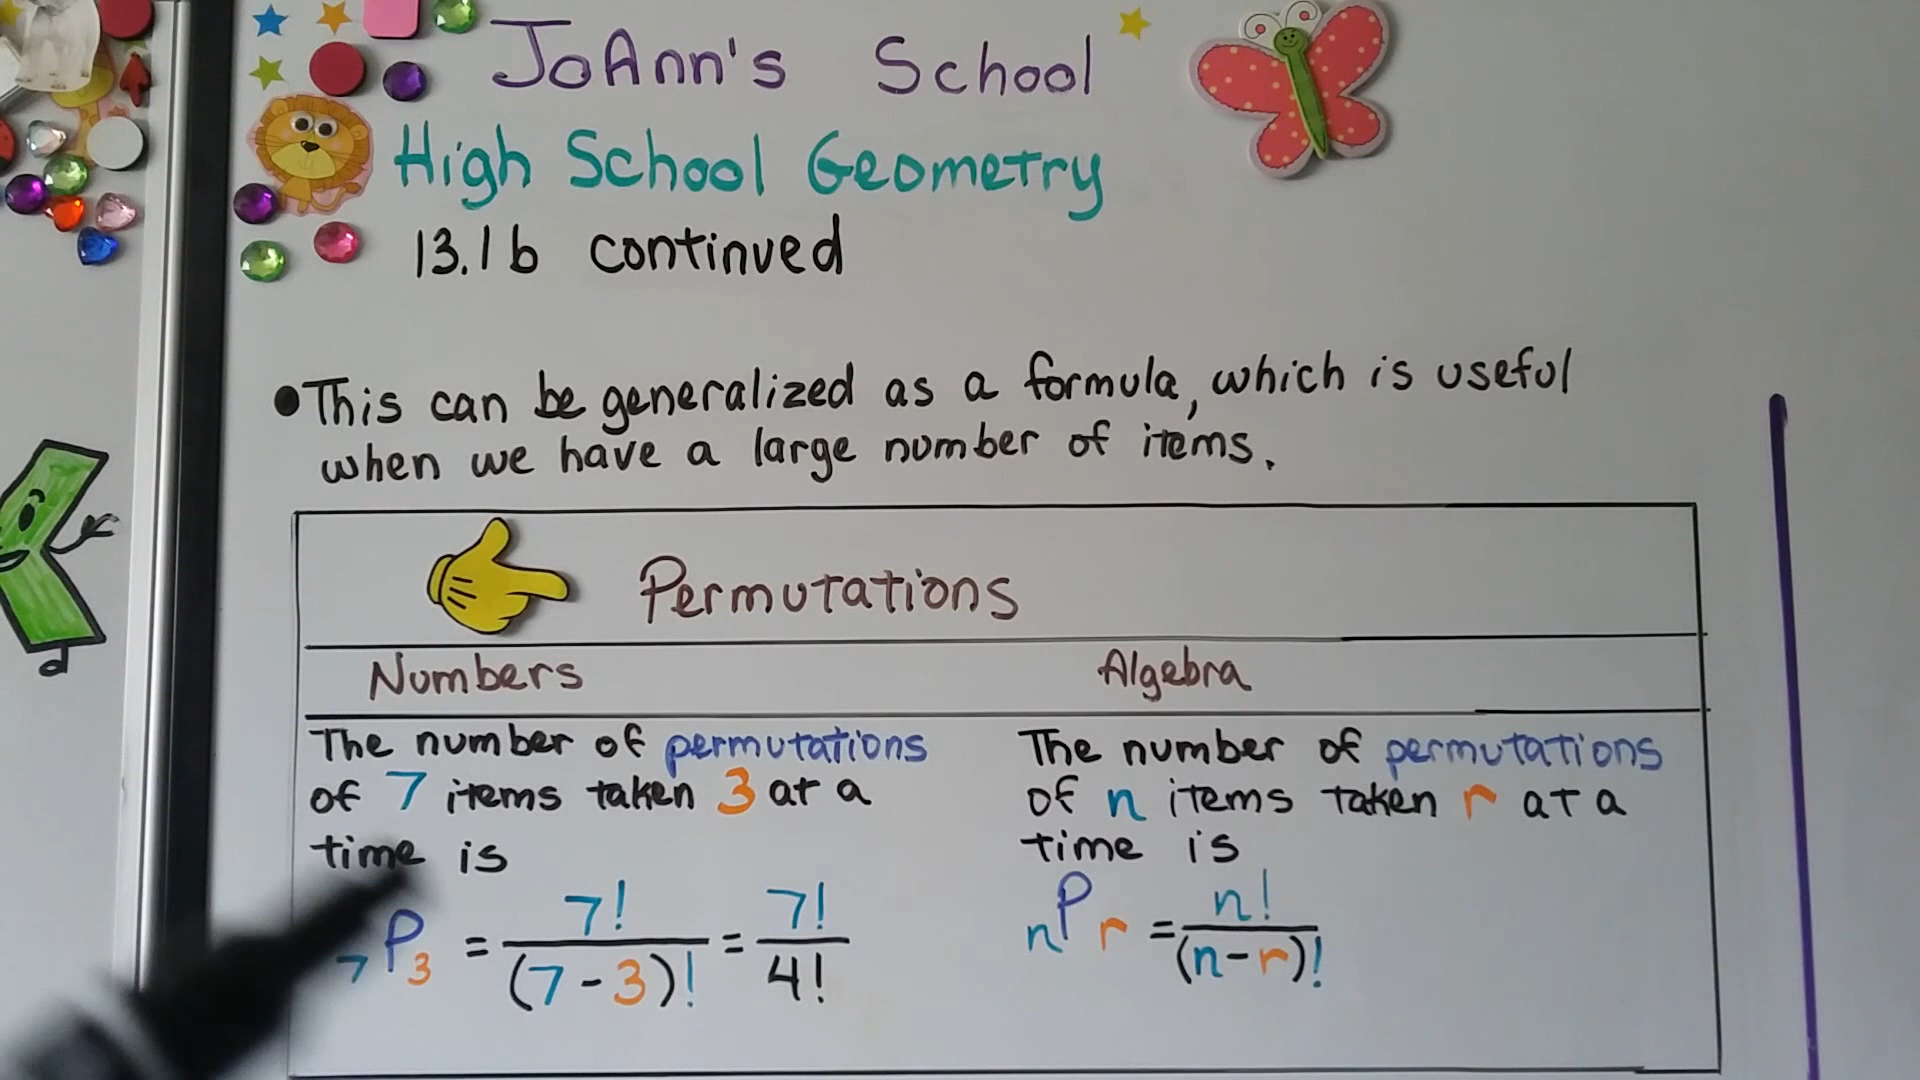 JoAnn's School
High School Geometry
13.1b continued
•This can be generalized as a formula, which is useful
when we have a large number of items.
Permutations
Numbers
The number of permutations
of 7 items taken 3 at a
time is
₇P₃ = 7!/(7-3)! = 7!/4!
Algebra
The number of permutations
of n items taken r at a
time is
nPr = n!/(n-r)!